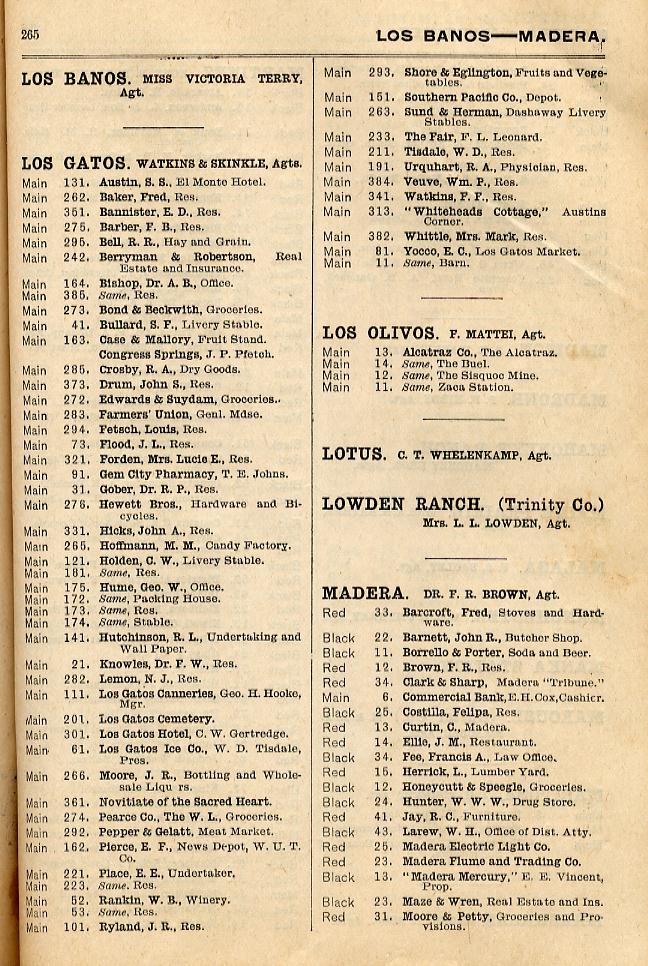 265
LOS BANOS—MADERA.
LOS BANOS. MISS VICTORIA TERRY,
Agt.
LOS GATOS. WATKINS & SKINKLE, Agts.
Main 131. Austin, S. S., El Monte Hotel.
Main 262. Baker, Fred, Res.
Main 351. Bannister, E. D., Res.
Main 275. Barber, F. B., Res.
Main 295. Bell, R. R., Hay and Grain.
Main 242. Berryman & Robertson, Real
Estate and Insurance.
Main 164. Bishop, Dr. A. B., Office.
Main 385. Same, Res.
Main 273. Bond & Beckwith, Groceries.
Main 41. Bullard, S. F., Livery Stable.
Main 163. Case & Mallory, Fruit Stand.
Congress Springs, J. P. Pfetch.
Main 285. Crosby, R. A., Dry Goods.
Main 373. Drum, John S., Res.
Main 272. Edwards & Suydam, Groceries.
Main 283. Farmers' Union, Genl. Mdse.
Main 294. Fetsch, Louis, Res.
Main 73. Flood, J. L., Res.
Main 321. Forden, Mrs. Lucie E., Res.
Main 91. Gem City Pharmacy, T. E. Johns.
Main 31. Gober, Dr. R. P., Res.
Main 276. Hewett Bros., Hardware and Bi-
cycles.
Main 331. Hicks, John A., Res.
Main 265. Hoffmann, M. M., Candy Factory.
Main 121. Holden, C. W., Livery Stable.
Main 181. Same, Res.
Main 175. Hume, Geo. W., Office.
Main 172. Same, Packing House.
Main 173. Same, Res.
Main 174. Same, Stable.
Main 141. Hutchinson, R. L., Undertaking and
Wall Paper.
Main 21. Knowles, Dr. F. W., Res.
Main 282. Lemon, N. J., Res.
Main 111. Los Gatos Canneries, Geo. H. Hooke,
Mgr.
Main 201. Los Gatos Cemetery.
Main 301. Los Gatos Hotel, C. W. Gertredge.
Main 61. Los Gatos Ice Co., W. D. Tisdale,
Pres.
Main 266. Moore, J. R., Bottling and Whole-
sale Liqu rs.
Main 361. Novitiate of the Sacred Heart.
Main 274. Pearce Co., The W. L., Groceries.
Main 292. Pepper & Gelatt, Meat Market.
Main 162. Pierce, E. F., News Depot, W. U. T.
Co.
Main 221. Place, E. E., Undertaker.
Main 223. Same. Res.
Main 52. Rankin, W. B., Winery.
Main 53. Same, Res.
Main 101. Ryland, J. R., Res.
Main 293. Shore & Eglington, Fruits and Vege-
tables.
Main 151. Southern Pacific Co., Depot.
Main 263. Sund & Herman, Dashaway Livery
Stables.
Main 233. The Fair, F. L. Leonard.
Main 211. Tisdale, W. D., Res.
Main 191. Urquhart, R. A., Physician, Res.
Main 384. Veuve, Wm. P., Res.
Main 341. Watkins, F. F., Res.
Main 313. "Whiteheads Cottage," Austins
Corner.
Main 382. Whittle, Mrs. Mark, Res.
Main 81. Yocco, E. C., Los Gatos Market.
Main 11. Same, Barn.
LOS OLIVOS. F. MATTEI, Agt.
Main 13. Alcatraz Co., The Alcatraz.
Main 14. Same, The Buel.
Main 12. Same, The Sisquoc Mine.
Main 11. Same, Zaca Station.
LOTUS. C. T. WHELENKAMP, Agt.
LOWDEN RANCH. (Trinity Co.)
Mrs. L. L. LOWDEN, Agt.
MADERA. DR. F. R. BROWN, Agt.
Red 33. Barcroft, Fred, Stoves and Hard-
ware.
Black 22. Barnett, John R., Butcher Shop.
Black 11. Borrello & Porter, Soda and Beer.
Red 12. Brown, F. R., Res.
Red 34. Clark & Sharp, Madera "Tribune."
Main 6. Commercial Bank, E. H. Cox, Cashier.
Black 25. Costilla, Felipa, Res.
Red 13. Curtin, C., Madera.
Red 14. Ellie, J. M., Restaurant.
Black 34. Fee, Francis A., Law Office.
Red 15. Herrick, L., Lumber Yard.
Black 12. Honeycutt & Speegle, Groceries.
Black 24. Hunter, W. W. W., Drug Store.
Red 41. Jay, R. C., Furniture.
Black 43. Larew, W. H., Office of Dist. Atty.
Red 25. Madera Electric Light Co.
Red 23. Madera Flume and Trading Co.
Black 13. "Madera Mercury," E. E. Vincent,
Prop.
Black 23. Maze & Wren, Real Estate and Ins.
Red 31. Moore & Petty, Groceries and Pro-
visions.